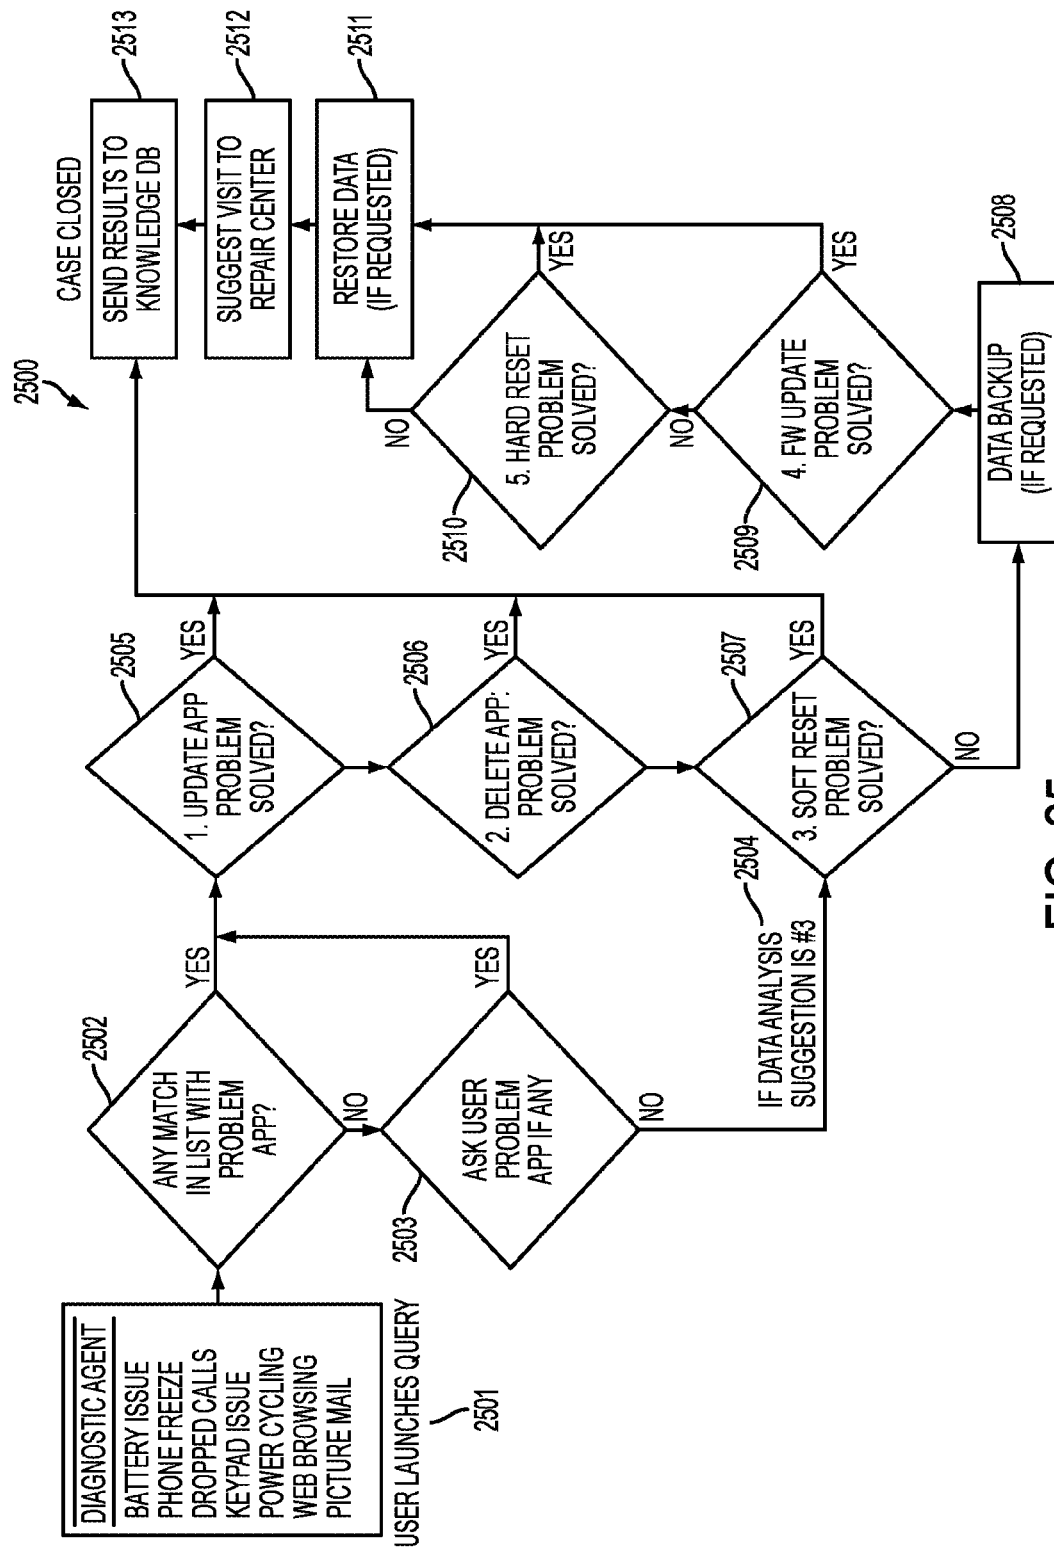 2500
DIAGNOSTIC AGENT
BATTERY ISSUE
PHONE FREEZE
DROPPED CALLS
KEYPAD ISSUE
POWER CYCLING
WEB BROWSING
PICTURE MAIL
USER LAUNCHES QUERY
2501
2502
ANY MATCH
IN LIST WITH
PROBLEM
APP?
YES
NO
2503
ASK USER
PROBLEM
APP IF ANY
YES
NO
2504
IF DATA ANALYSIS
SUGGESTION IS #3
2505
1. UPDATE APP
PROBLEM
SOLVED?
YES
2506
2. DELETE APP:
PROBLEM
SOLVED?
YES
2507
3. SOFT RESET
PROBLEM
SOLVED?
YES
NO
2508
DATA BACKUP
(IF REQUESTED)
2509
4. FW UPDATE
PROBLEM
SOLVED?
YES
NO
2510
5. HARD RESET
PROBLEM
SOLVED?
YES
NO
2511
RESTORE DATA
(IF REQUESTED)
2512
SUGGEST VISIT TO
REPAIR CENTER
2513
SEND RESULTS TO
KNOWLEDGE DB
CASE CLOSED